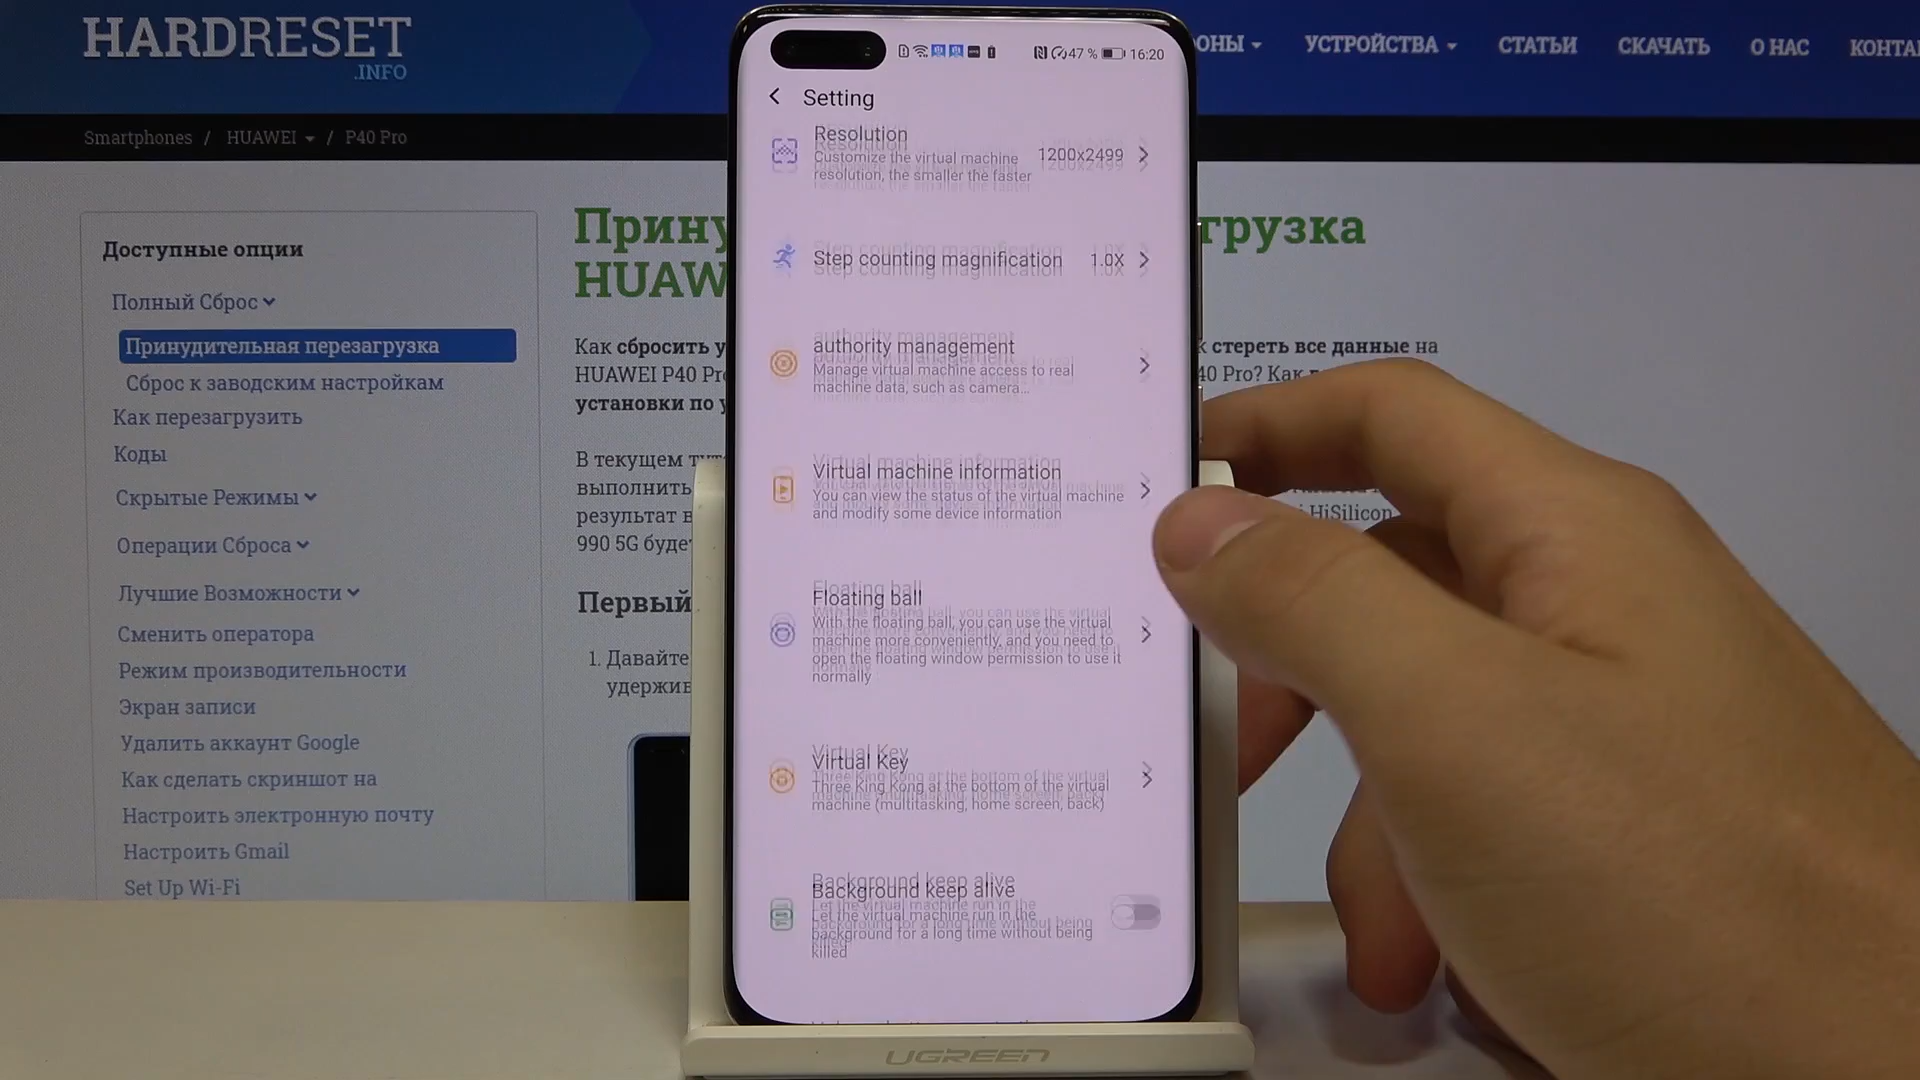 HARDRESET
.INFO
УСТРОЙСТВА
СТАТЬИ
СКАЧАТЬ
О НАС
Smartphones / HUAWEI / P40 Pro
Доступные опции
Полный Сброс
Принудительная перезагрузка
Сброс к заводским настройкам
Как перезагрузить
Коды
Скрытые Режимы
Операции Сброса
Лучшие Возможности
Сменить оператора
Режим производительности
Экран записи
Удалить аккаунт Google
Как сделать скриншот на
Настроить электронную почту
Настроить Gmail
Set Up Wi-Fi
HUAW
Как сбросить
HUAWEI P40 Pr
установки по
В текущем
выполнить
результат
990 5G
Первый
1. Давайте
удержив
грузка
стереть все данные на
40 Pro? Как
HiSilicon
47 % 16:20
Setting
Resolution
Customize the virtual machine
resolution, the smaller the faster
1200x2499
Step counting magnification 1.0X
authority management
Manage virtual machine access to real
machine data, such as camera...
Virtual machine information
You can view the status of the virtual machine
and modify some device information
Floating ball
With the floating ball, you can use the virtual
machine more conveniently, and you need to
open the floating window permission to use it
normally
Virtual Key
Three King Kong at the bottom of the virtual
machine (multitasking, home screen, back)
Background keep alive
Let the virtual machine run in the
background for a long time without being
killed
UGREEN